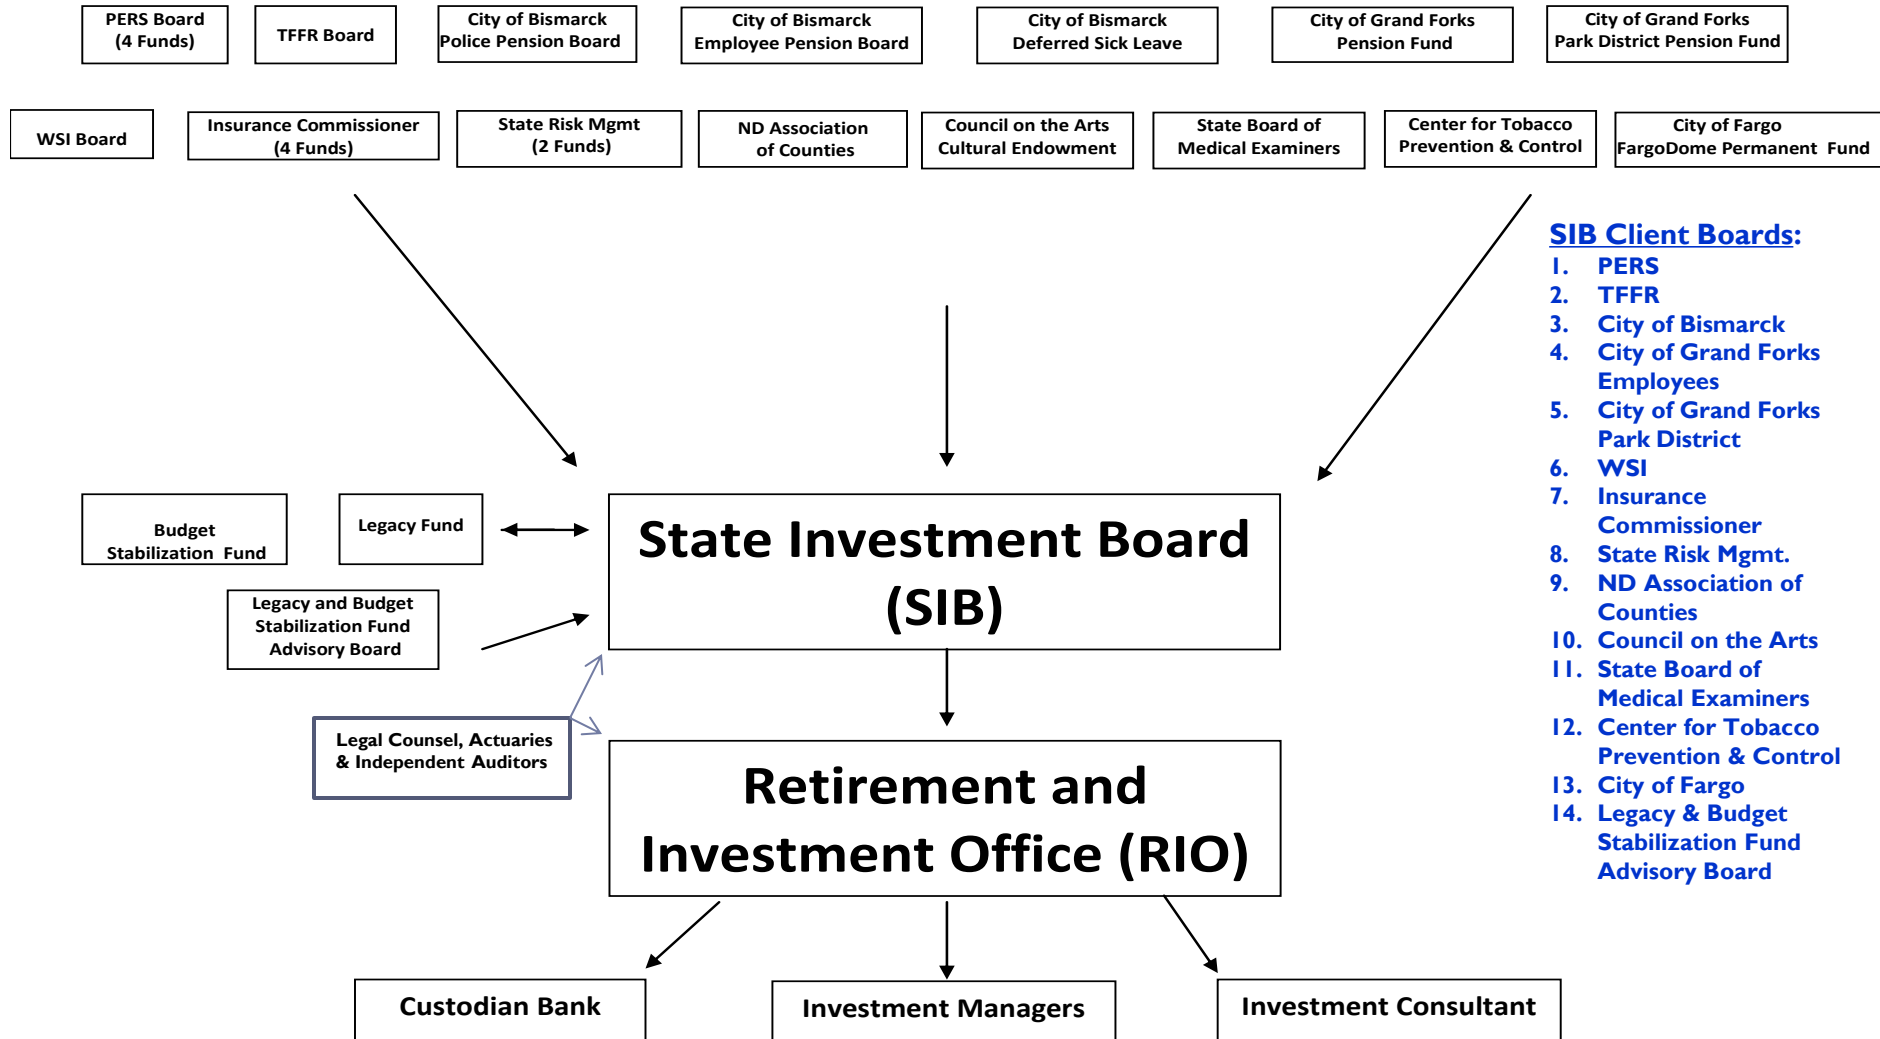 PERS Board
(4 Funds)
TFFR Board
City of Bismarck
Police Pension Board
City of Bismarck
Employee Pension Board
City of Bismarck
Deferred Sick Leave
City of Grand Forks
Pension Fund
City of Grand Forks
Park District Pension Fund
WSI Board
Insurance Commissioner
(4 Funds)
State Risk Mgmt
(2 Funds)
ND Association
of Counties
Council on the Arts
Cultural Endowment
State Board of
Medical Examiners
Center for Tobacco
Prevention & Control
City of Fargo
FargoDome Permanent Fund
SIB Client Boards:
1. PERS
2. TFFR
3. City of Bismarck
4. City of Grand Forks
Employees
5. City of Grand Forks
Park District
6. WSI
7. Insurance
Commissioner
8. State Risk Mgmt.
9. ND Association of
Counties
10. Council on the Arts
11. State Board of
Medical Examiners
12. Center for Tobacco
Prevention & Control
13. City of Fargo
14. Legacy & Budget
Stabilization Fund
Advisory Board
Budget
Stabilization Fund
Legacy Fund
State Investment Board
(SIB)
Legacy and Budget
Stabilization Fund
Advisory Board
Legal Counsel, Actuaries
& Independent Auditors
Retirement and
Investment Office (RIO)
Custodian Bank
Investment Managers
Investment Consultant